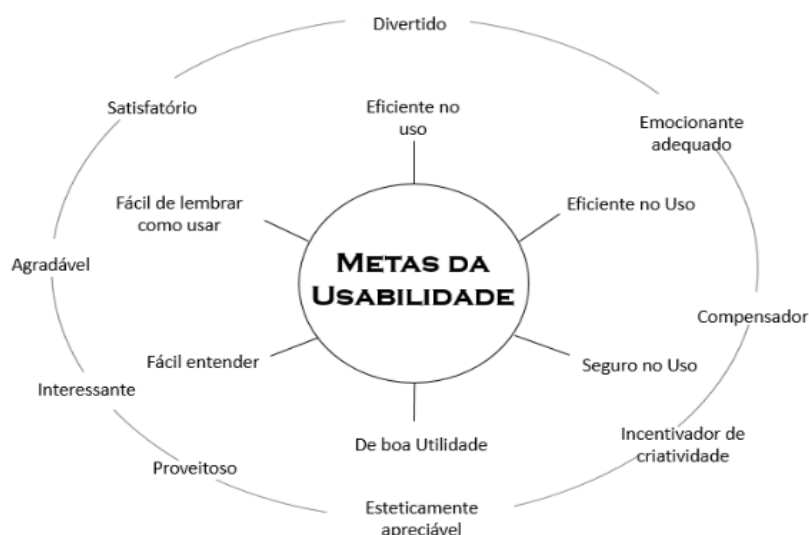 Divertido
Satisfatório
Eficiente no
uso
Emocionante
adequado
Fácil de lembrar
como usar
Eficiente no Uso
METAS DA
USABILIDADE
Agradável
Compensador
Fácil entender
Seguro no Uso
Interessante
De boa Utilidade
Incentivador de
criatividade
Proveitoso
Esteticamente
apreciável